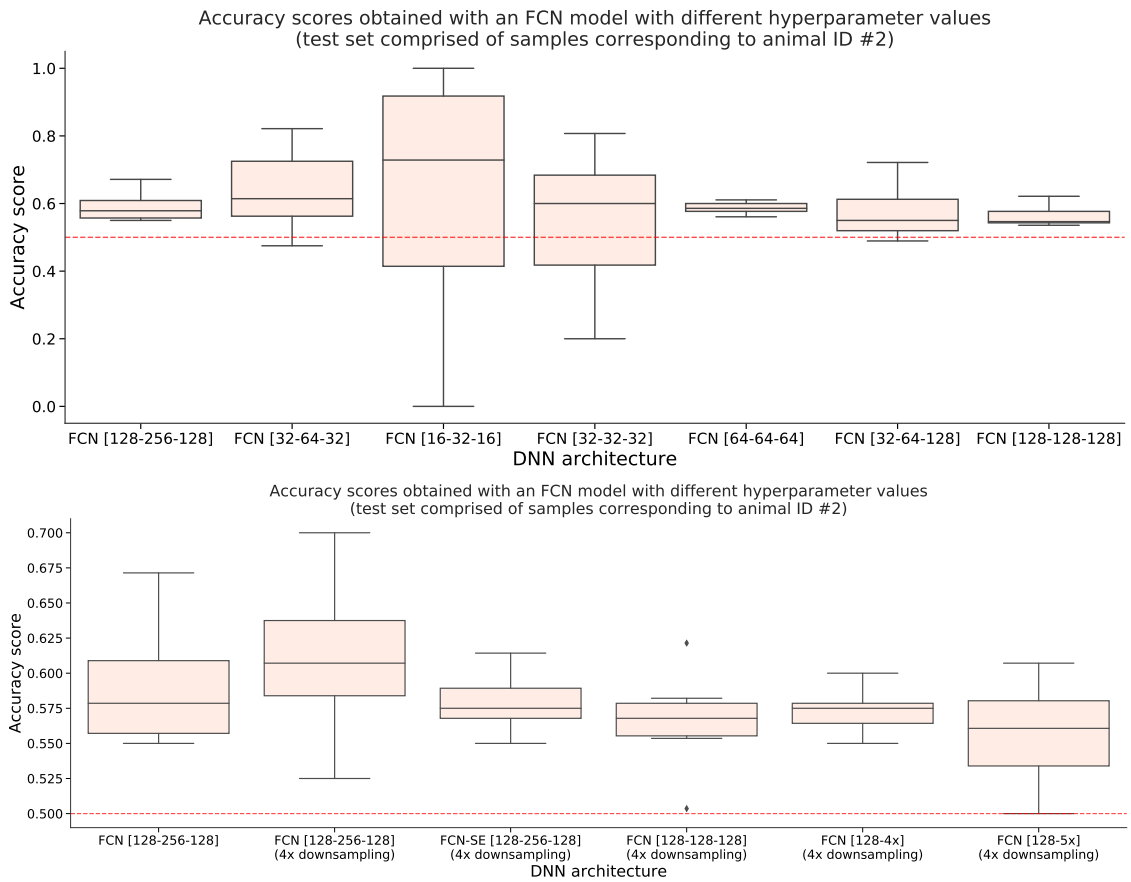 Accuracy scores obtained with an FCN model with different hyperparameter values
(test set comprised of samples corresponding to animal ID #2)
Accuracy score
1.0
0.8
0.6
0.4
0.2
0.0
FCN [128-256-128]
FCN [32-64-32]
FCN [16-32-16]
FCN [32-32-32]
FCN [64-64-64]
FCN [32-64-128]
FCN [128-128-128]
DNN architecture
Accuracy scores obtained with an FCN model with different hyperparameter values
(test set comprised of samples corresponding to animal ID #2)
Accuracy score
0.700
0.675
0.650
0.625
0.600
0.575
0.550
0.525
0.500
FCN [128-256-128]
FCN [128-256-128]
(4x downsampling)
FCN-SE [128-256-128]
(4x downsampling)
FCN [128-128-128]
(4x downsampling)
FCN [128-4x]
(4x downsampling)
FCN [128-5x]
(4x downsampling)
DNN architecture